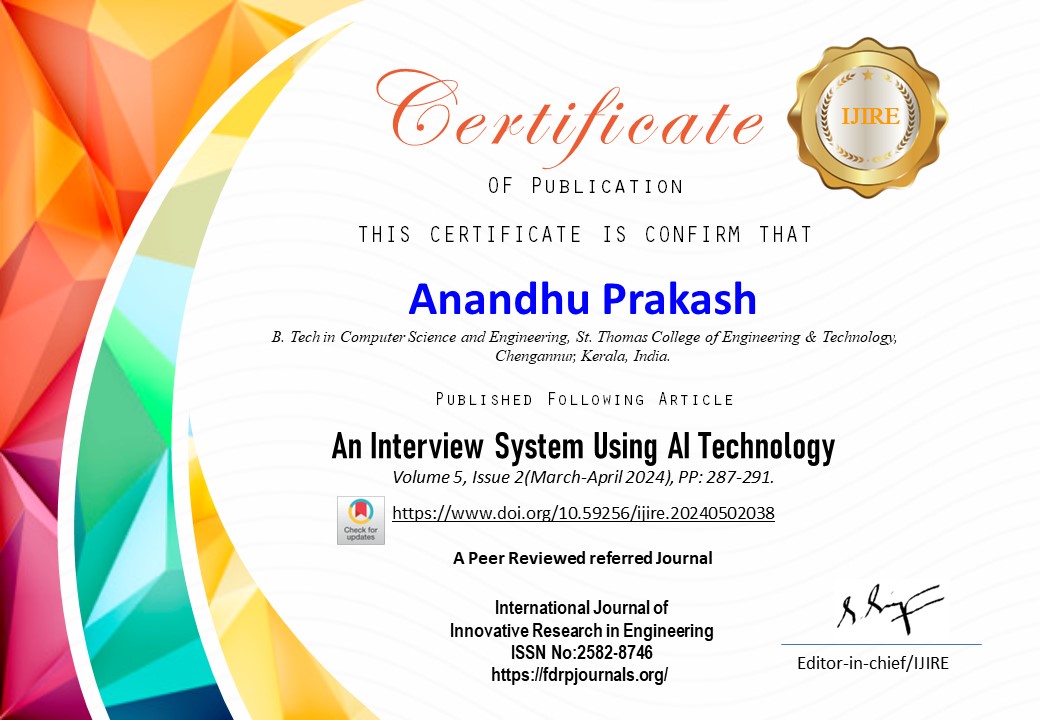 Certificate
IJIRE
OF PUBLICATION
THIS CERTIFICATE IS CONFIRM THAT
Anandhu Prakash
B. Tech in Computer Science and Engineering, St. Thomas College of Engineering & Technology,
Chengannur, Kerala, India.
PUBLISHED FOLLOWING ARTICLE
An Interview System Using AI Technology
Volume 5, Issue 2(March-April 2024), PP: 287-291.
Check for
updates
https://www.doi.org/10.59256/ijire.20240502038
A Peer Reviewed referred Journal
International Journal of
Innovative Research in Engineering
ISSN No:2582-8746
https://fdrpjournals.org/
Editor-in-chief/IJIRE